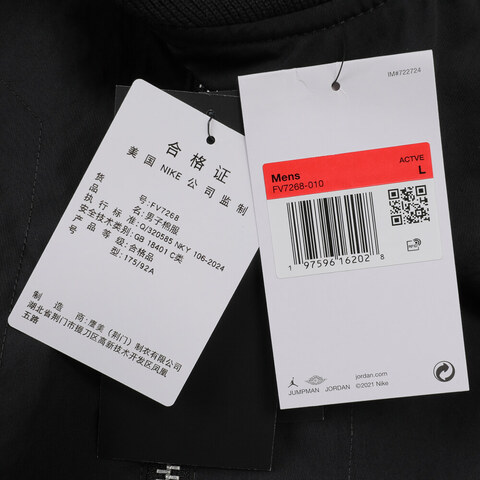 合格证
美国 NIKE 公司监制
货号: FV7268
品名: 男子棉服
执行标准: Q/320585 NKY 106-2024
安全技术类别: GB 18401 C类
产品等级: 合格品
型: 175/92A
制造商: 鹰美(荆门)制衣有限公司
湖北省荆门市掇刀区高新技术开发区凤凰
五路
IM#722724
ACTVE
Mens
L
FV7268-010
1 97596 16202 8
RFID
jordan.com
JUMPMAN JORDAN ©2021 Nike